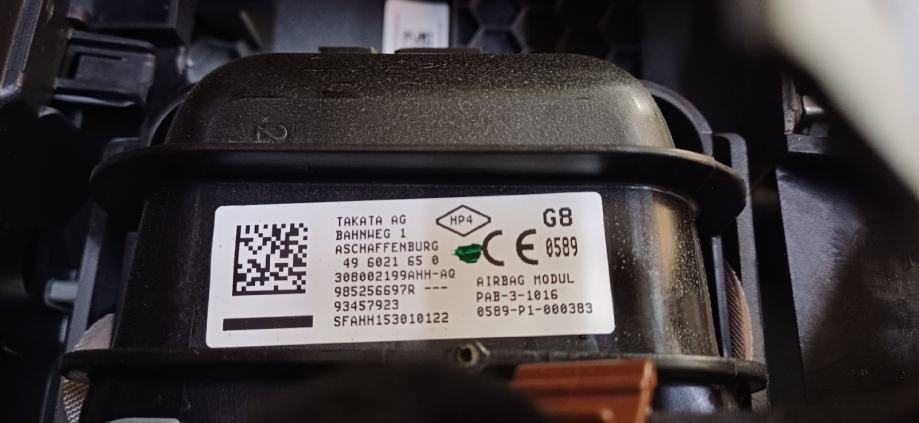 TAKATA AG
BAHNWEG 1
ASCHAFFENBURG
49 6021 65 0
308002199AHH-AQ
985256697R ---
93457923
SFAHH153010122
HP4
G8
CE 0589
AIRBAG MODUL
PAB-3-1016
0589-P1-000383